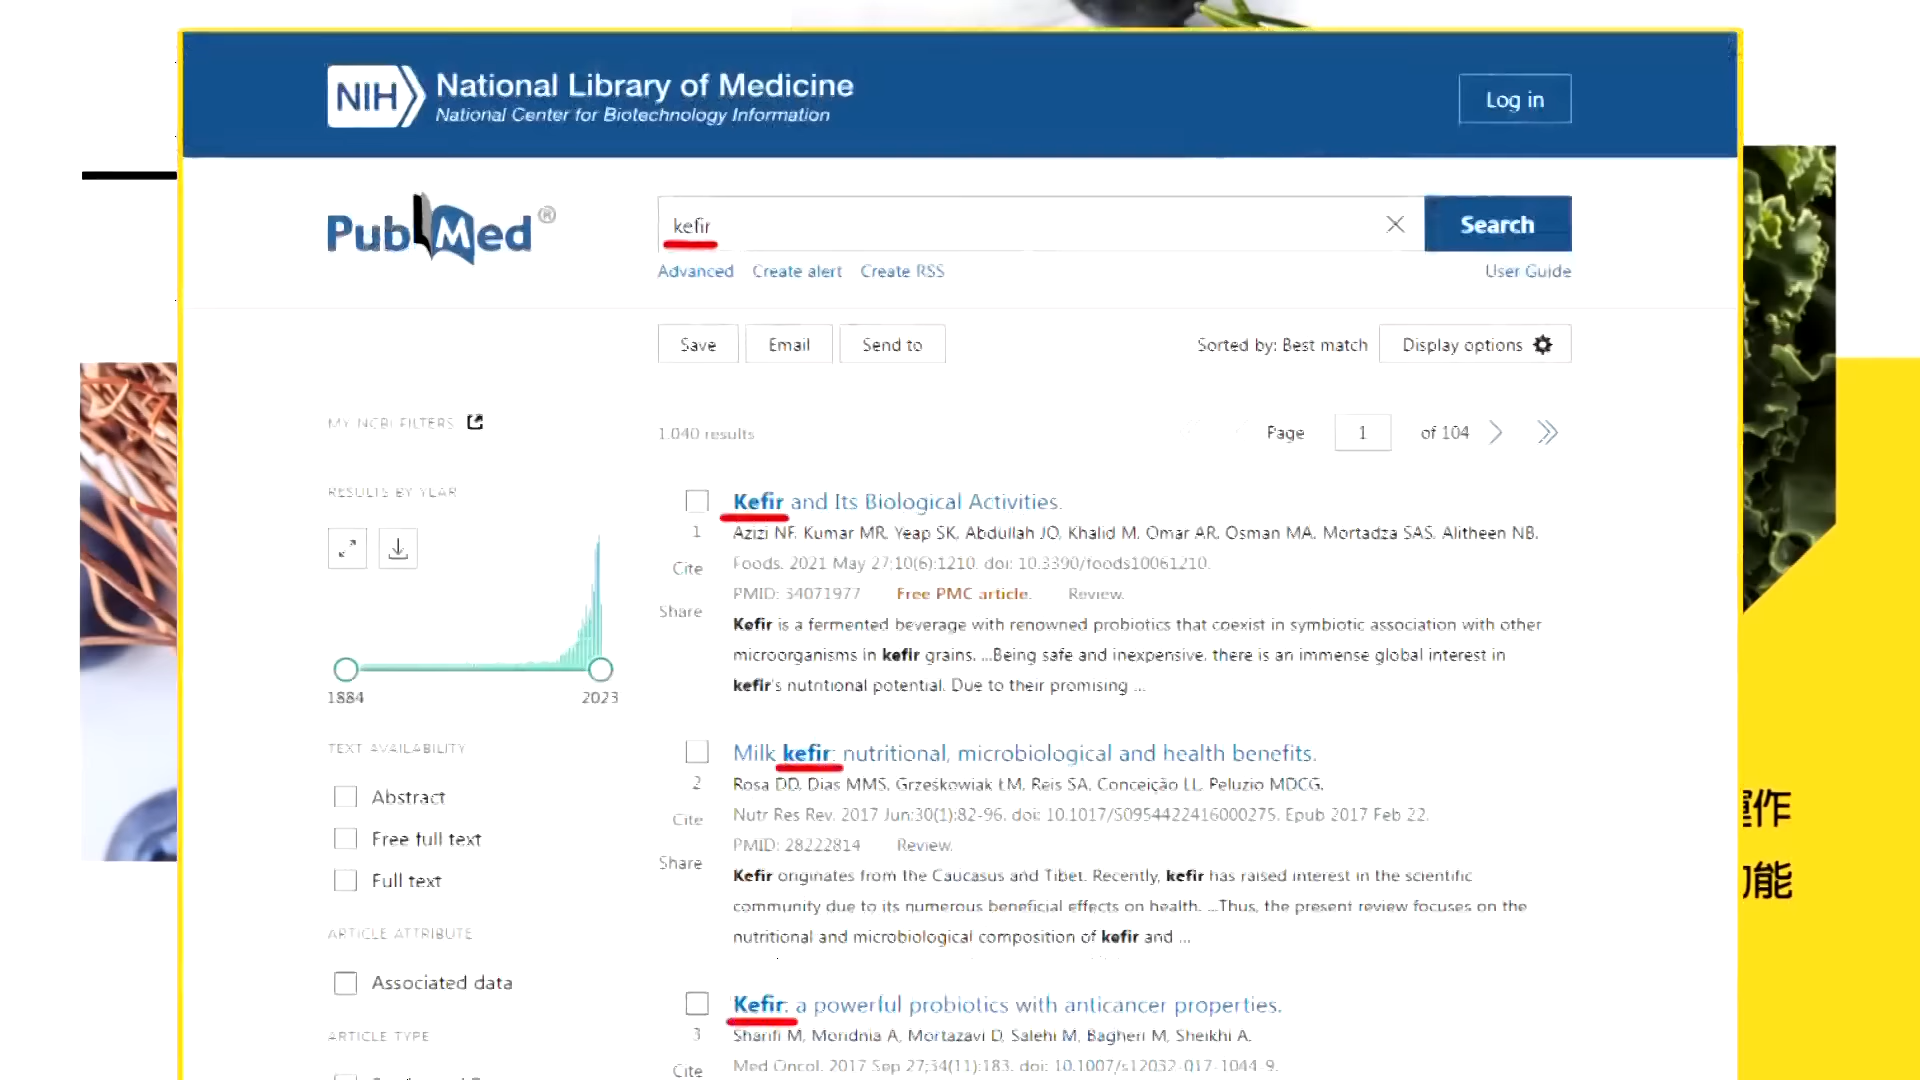 NIH National Library of Medicine
National Center for Biotechnology Information
Log in
PubMed®
kefir
Search
Advanced Create alert Create RSS
User Guide
Save Email Send to
Sorted by: Best match Display options
MY NCBI FILTERS
1,040 results
Page 1 of 104
RESULTS BY YEAR
1884 2023
TEXT AVAILABILITY
Abstract
Free full text
Full text
ARTICLE ATTRIBUTE
Associated data
ARTICLE TYPE
Kefir and Its Biological Activities.
1
Azizi NF, Kumar MR, Yeap SK, Abdullah JO, Khalid M, Omar AR, Osman MA, Mortadza SAS, Alitheen NB.
Cite
Foods. 2021 May 27;10(6):1210. doi: 10.3390/foods10061210.
PMID: 34071977 Free PMC article. Review.
Share
Kefir is a fermented beverage with renowned probiotics that coexist in symbiotic association with other
microorganisms in kefir grains. ...Being safe and inexpensive, there is an immense global interest in
kefir's nutritional potential. Due to their promising ...
Milk kefir: nutritional, microbiological and health benefits.
2
Rosa DD, Dias MMS, Grześkowiak ŁM, Reis SA, Conceição LL, Peluzio MDCG.
Cite
Nutr Res Rev. 2017 Jun;30(1):82-96. doi: 10.1017/S0954422416000275. Epub 2017 Feb 22.
PMID: 28222814 Review.
Share
Kefir originates from the Caucasus and Tibet. Recently, kefir has raised interest in the scientific
community due to its numerous beneficial effects on health. ...Thus, the present review focuses on the
nutritional and microbiological composition of kefir and ...
Kefir: a powerful probiotics with anticancer properties.
3
Sharifi M, Moridnia A, Mortazavi D, Salehi M, Bagheri M, Sheikhi A.
Cite
Med Oncol. 2017 Sep 27;34(11):183. doi: 10.1007/s12032-017-1044-9.
運作
功能